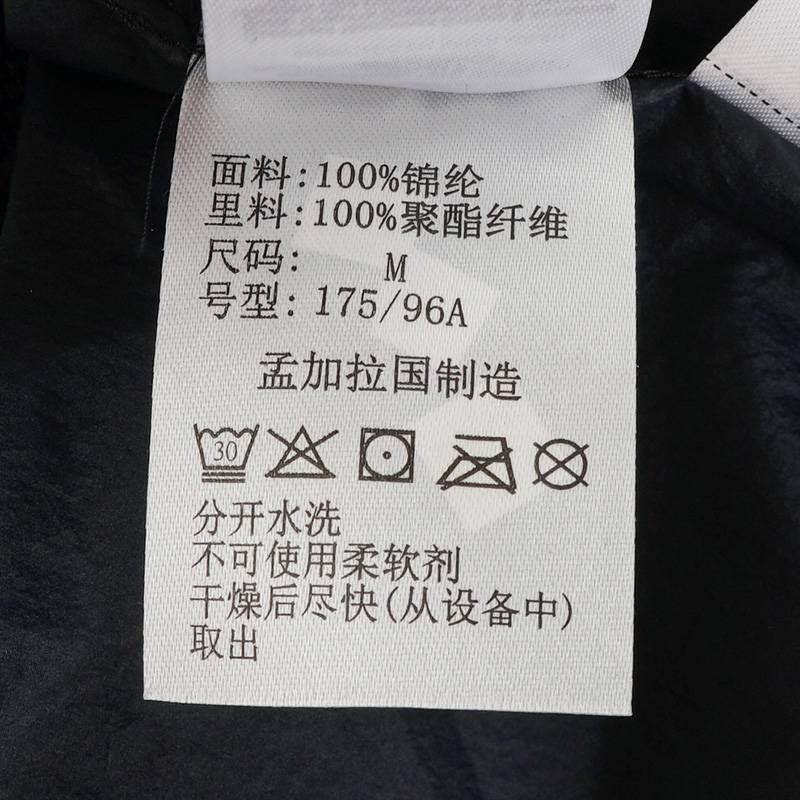 面料:100%锦纶
里料:100%聚酯纤维
尺码: M
号型: 175/96A
孟加拉国制造
30
分开水洗
不可使用柔软剂
干燥后尽快(从设备中)
取出